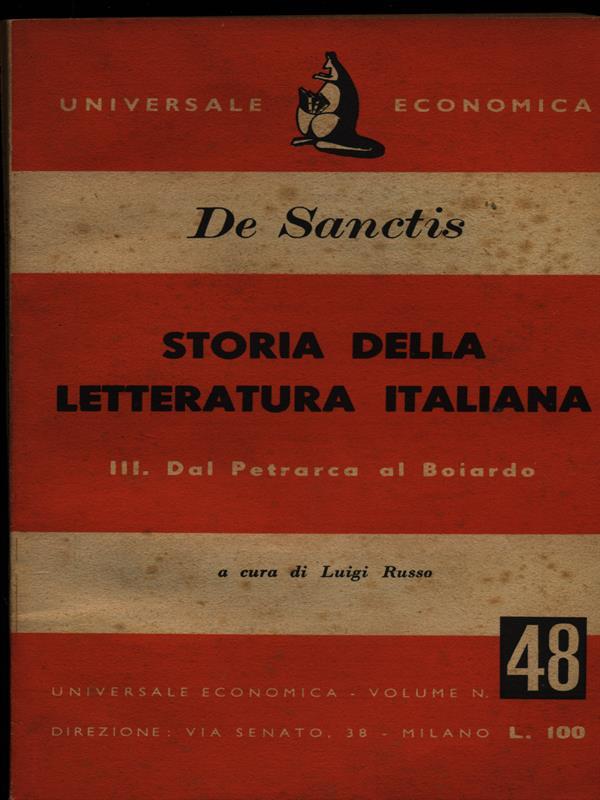 UNIVERSALE ECONOMICA
De Sanctis
STORIA DELLA
LETTERATURA ITALIANA
III. Dal Petrarca al Boiardo
a cura di Luigi Russo
UNIVERSALE ECONOMICA - VOLUME N. 48
DIREZIONE: VIA SENATO, 38 - MILANO L. 100